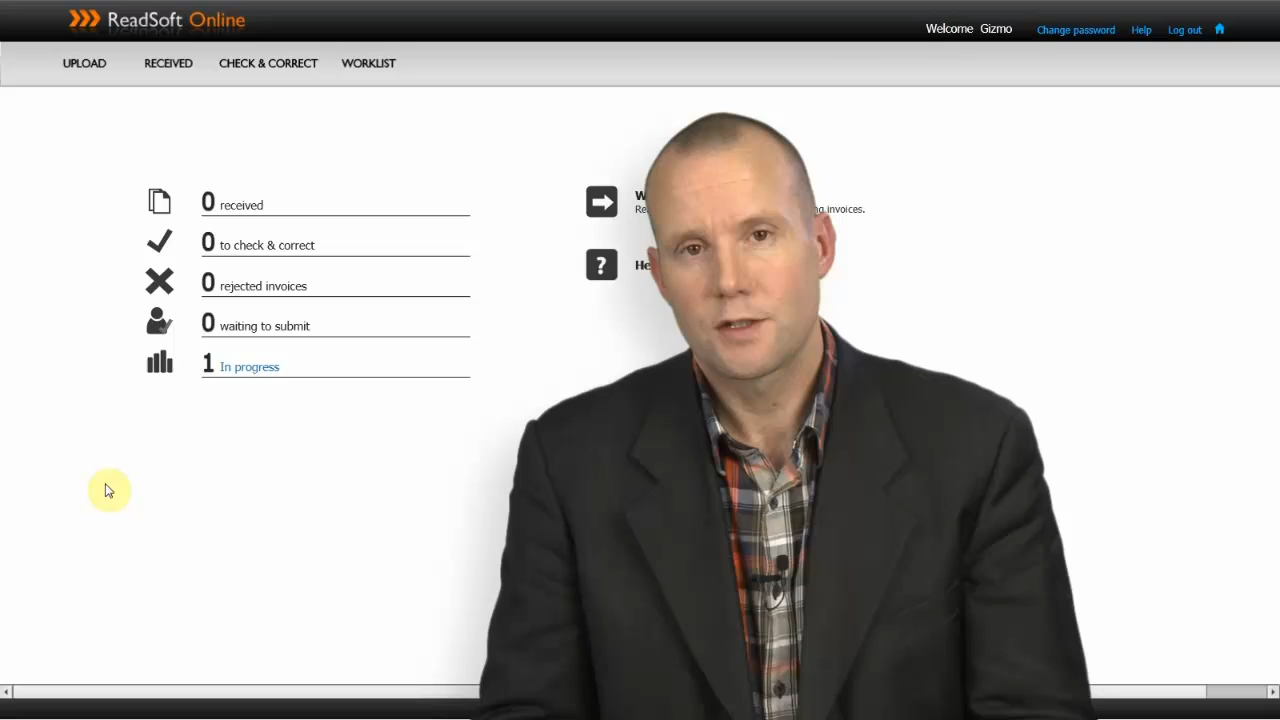 ReadSoft Online
Welcome Gizmo Change password Help Log out
UPLOAD RECEIVED CHECK & CORRECT WORKLIST
0 received
0 to check & correct
0 rejected invoices
0 waiting to submit
1 In progress
invoices.
?